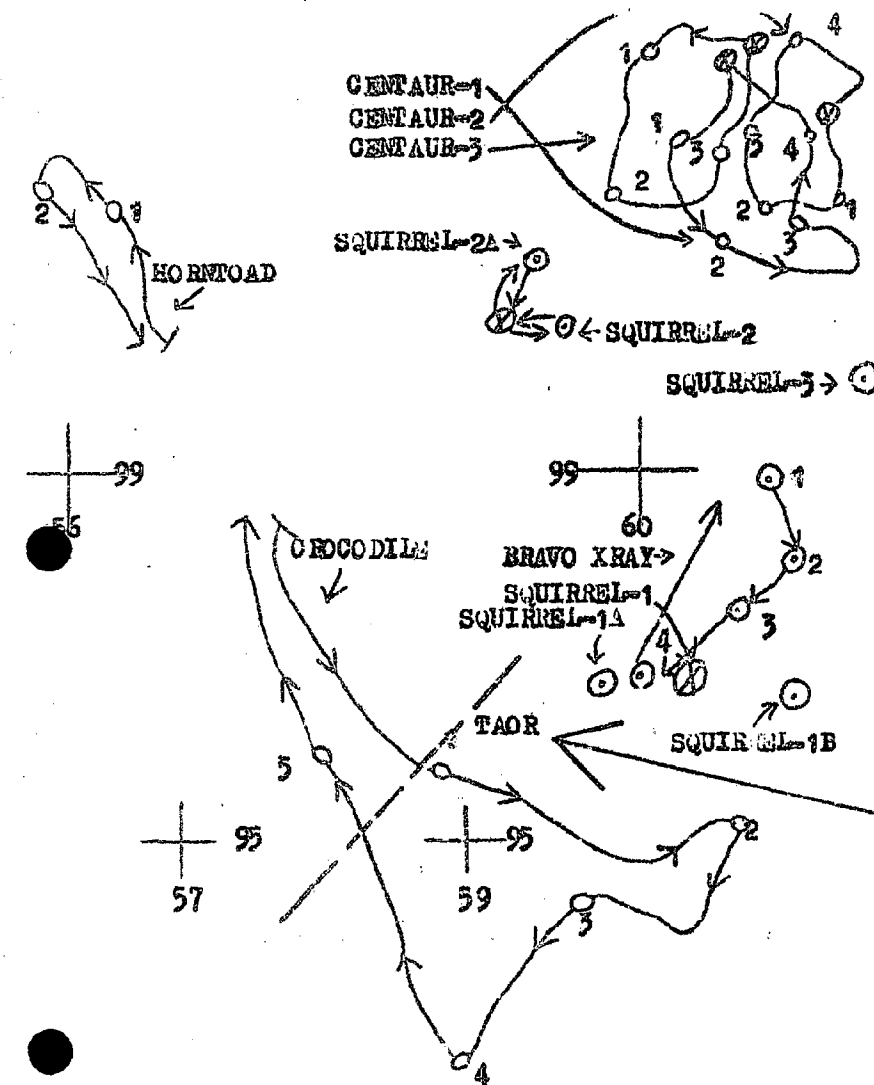 4
1
CENTAUR-1
CENTAUR-2
CENTAUR-3
1
3
3
4
2
2
1
2
3
2
1
SQUIRREL-2A
HORNTOAD
SQUIRREL-2
SQUIRREL-3
99
99
1
56
60
CROCODILE
BRAVO XRAY
2
SQUIRREL-1
SQUIRREL-1A
3
4
TAOR
SQUIRREL-1B
5
95
95
2
57
59
3
4